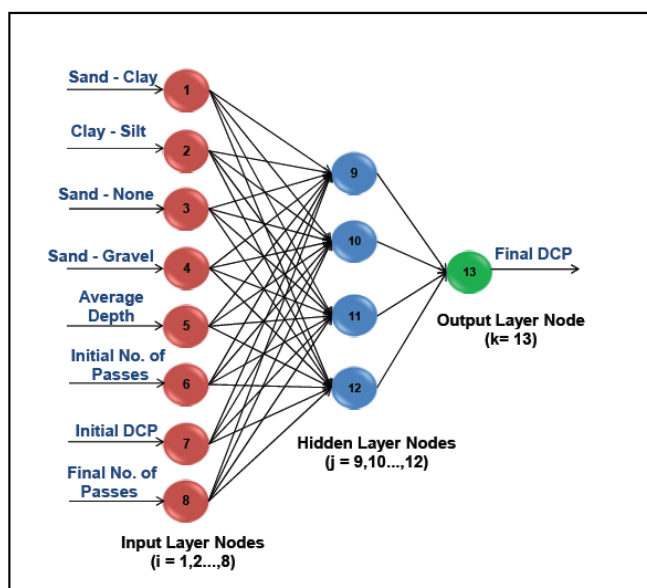 Sand - Clay
1
Clay - Silt
2
Sand - None
3
Sand - Gravel
4
Average
Depth
5
Initial No. of
Passes
6
Initial DCP
7
Final No. of
Passes
8
Input Layer Nodes
(i = 1,2...,8)
9
10
11
12
Hidden Layer Nodes
(j = 9,10...,12)
13
Final DCP
Output Layer Node
(k= 13)